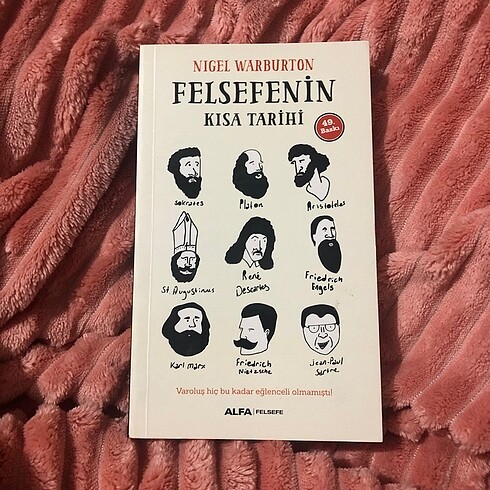 NIGEL WARBURTON
FELSEFENİN
KISA TARİHİ
49.
Baskı
Sokrates
Platon
Aristoteles
St. Augustinus
René
Descartes
Friedrich
Engels
Karl Marx
Friedrich
Nietzsche
Jean-Paul
Sartre
Varoluş hiç bu kadar eğlenceli olmamıştı!
ALFA | FELSEFE